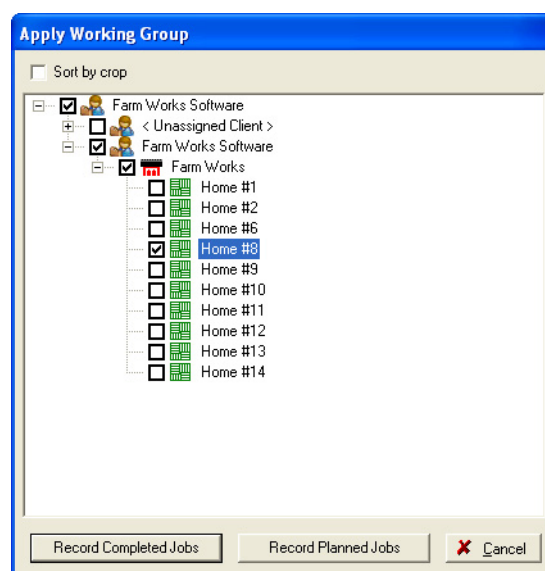 Apply Working Group
Sort by crop
Farm Works Software
< Unassigned Client >
Farm Works Software
Farm Works
Home #1
Home #2
Home #6
Home #8
Home #9
Home #10
Home #11
Home #12
Home #13
Home #14
Record Completed Jobs Record Planned Jobs Cancel